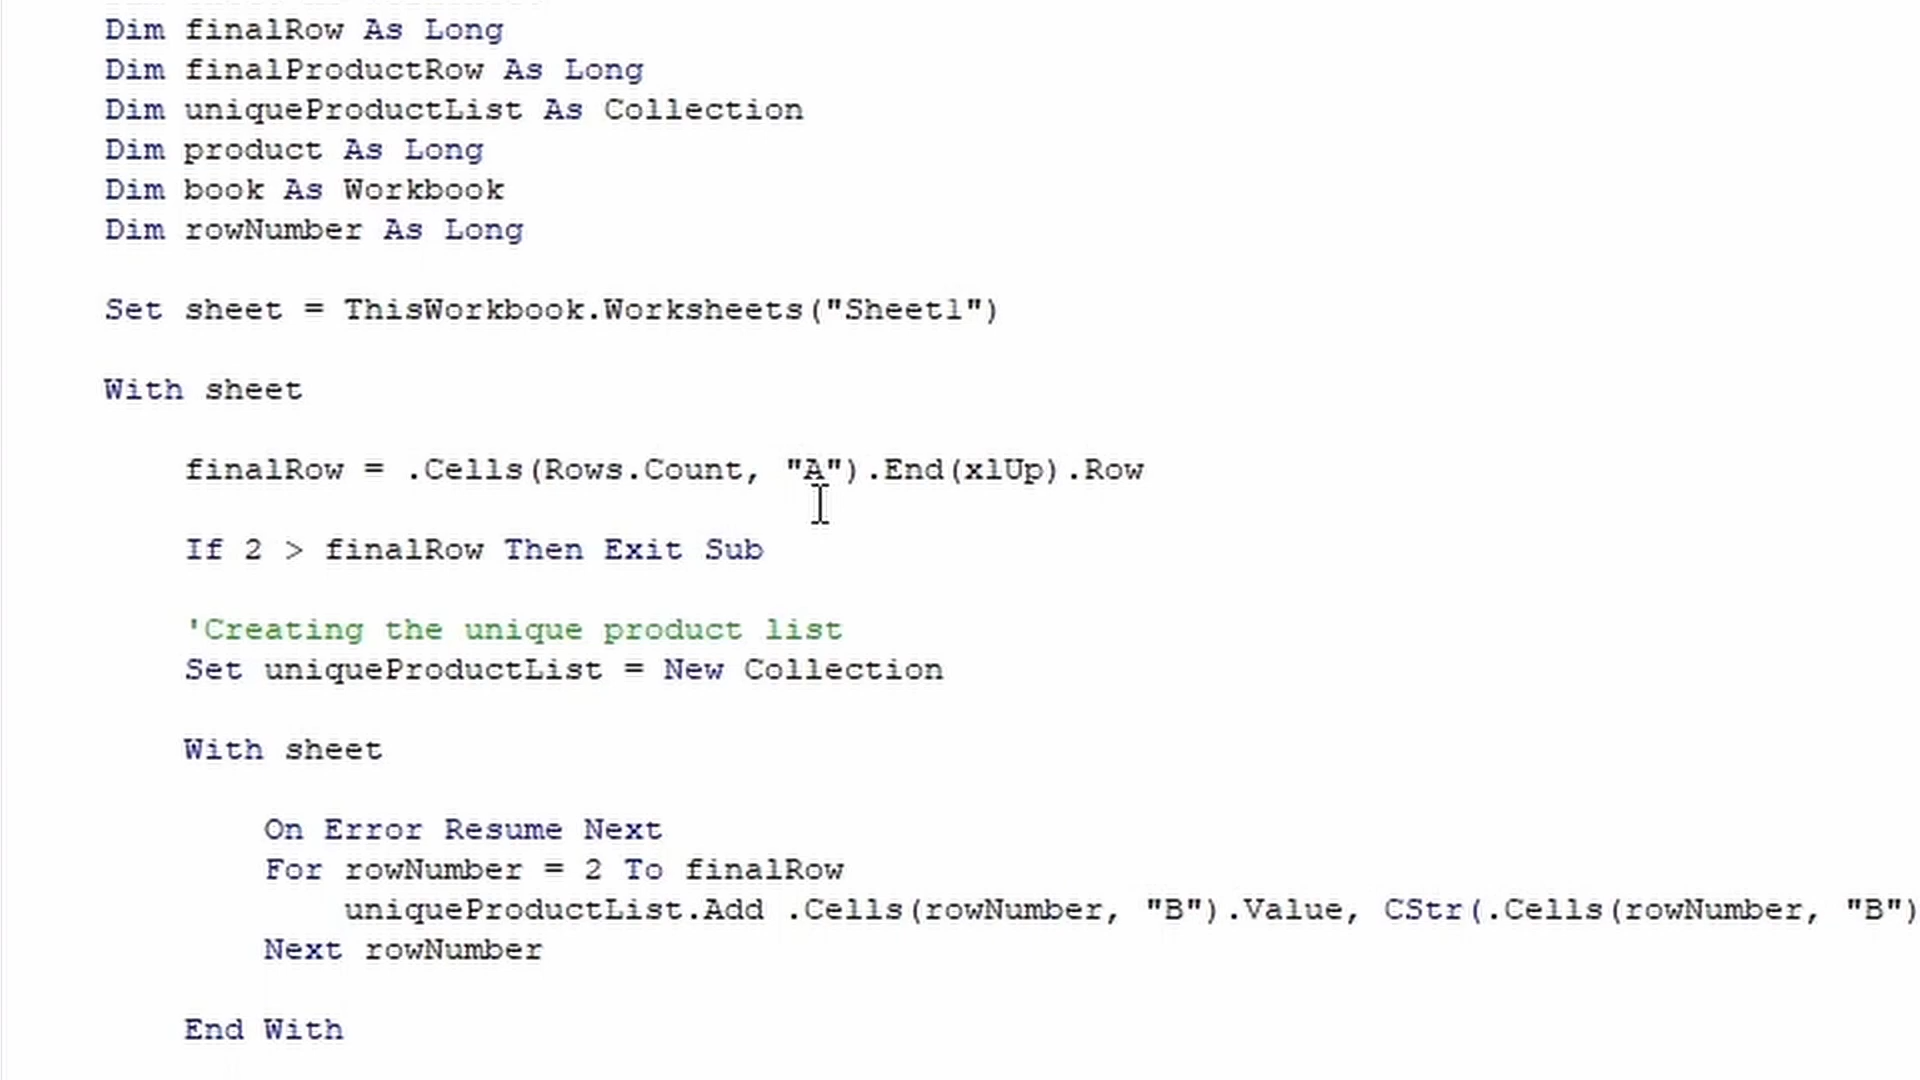 Dim finalRow As Long
Dim finalProductRow As Long
Dim uniqueProductList As Collection
Dim product As Long
Dim book As Workbook
Dim rowNumber As Long
Set sheet = ThisWorkbook.Worksheets("Sheet1")
With sheet
finalRow = .Cells(Rows.Count, "A").End(xlUp).Row
If 2 > finalRow Then Exit Sub
'Creating the unique product list
Set uniqueProductList = New Collection
With sheet
On Error Resume Next
For rowNumber = 2 To finalRow
uniqueProductList.Add .Cells(rowNumber, "B").Value, CStr(.Cells(rowNumber, "B")
Next rowNumber
End With